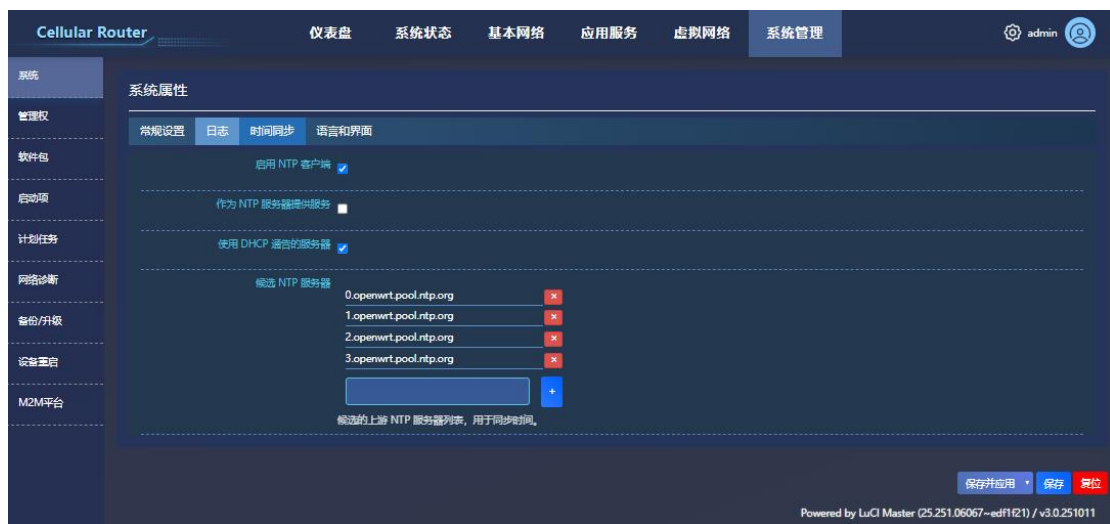 Cellular Router 仪表盘 系统状态 基本网络 应用服务 虚拟网络 系统管理 admin
系统
管理权
软件包
启动项
计划任务
网络诊断
备份/升级
设备重启
M2M平台
系统属性
常规设置 日志 时间同步 语言和界面
启用 NTP 客户端
作为 NTP 服务器提供服务
使用 DHCP 通告的服务器
候选 NTP 服务器
0.openwrt.pool.ntp.org ×
1.openwrt.pool.ntp.org ×
2.openwrt.pool.ntp.org ×
3.openwrt.pool.ntp.org ×
+
候选的上游 NTP 服务器列表，用于同步时间。
保存并应用 保存 复位
Powered by LuCI Master (25.251.06067~edf1f21) / v3.0.251011